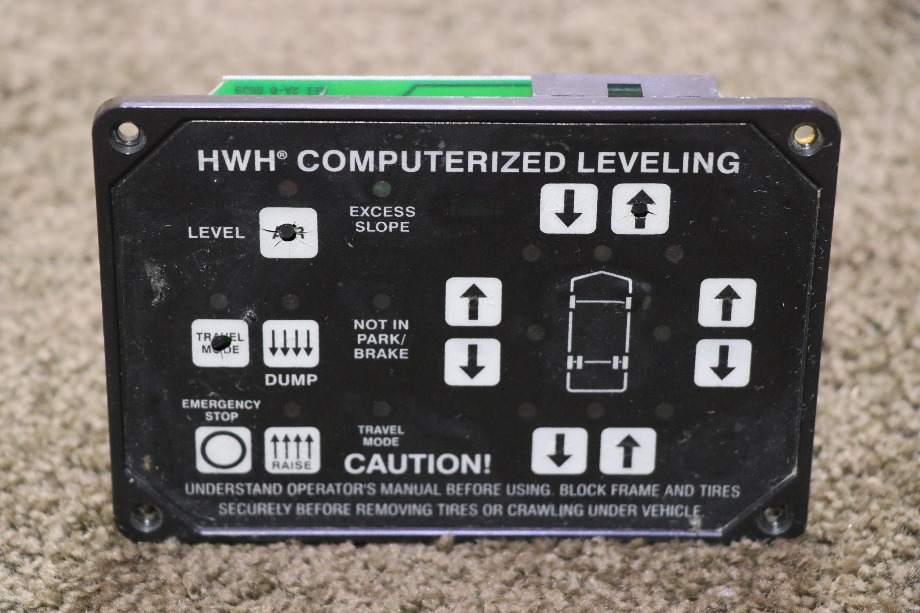 HWH® COMPUTERIZED LEVELING
LEVEL
AIR
EXCESS
SLOPE
TRAVEL
MODE
DUMP
NOT IN
PARK/
BRAKE
EMERGENCY
STOP
RAISE
TRAVEL
MODE
CAUTION!
UNDERSTAND OPERATOR'S MANUAL BEFORE USING. BLOCK FRAME AND TIRES
SECURELY BEFORE REMOVING TIRES OR CRAWLING UNDER VEHICLE.